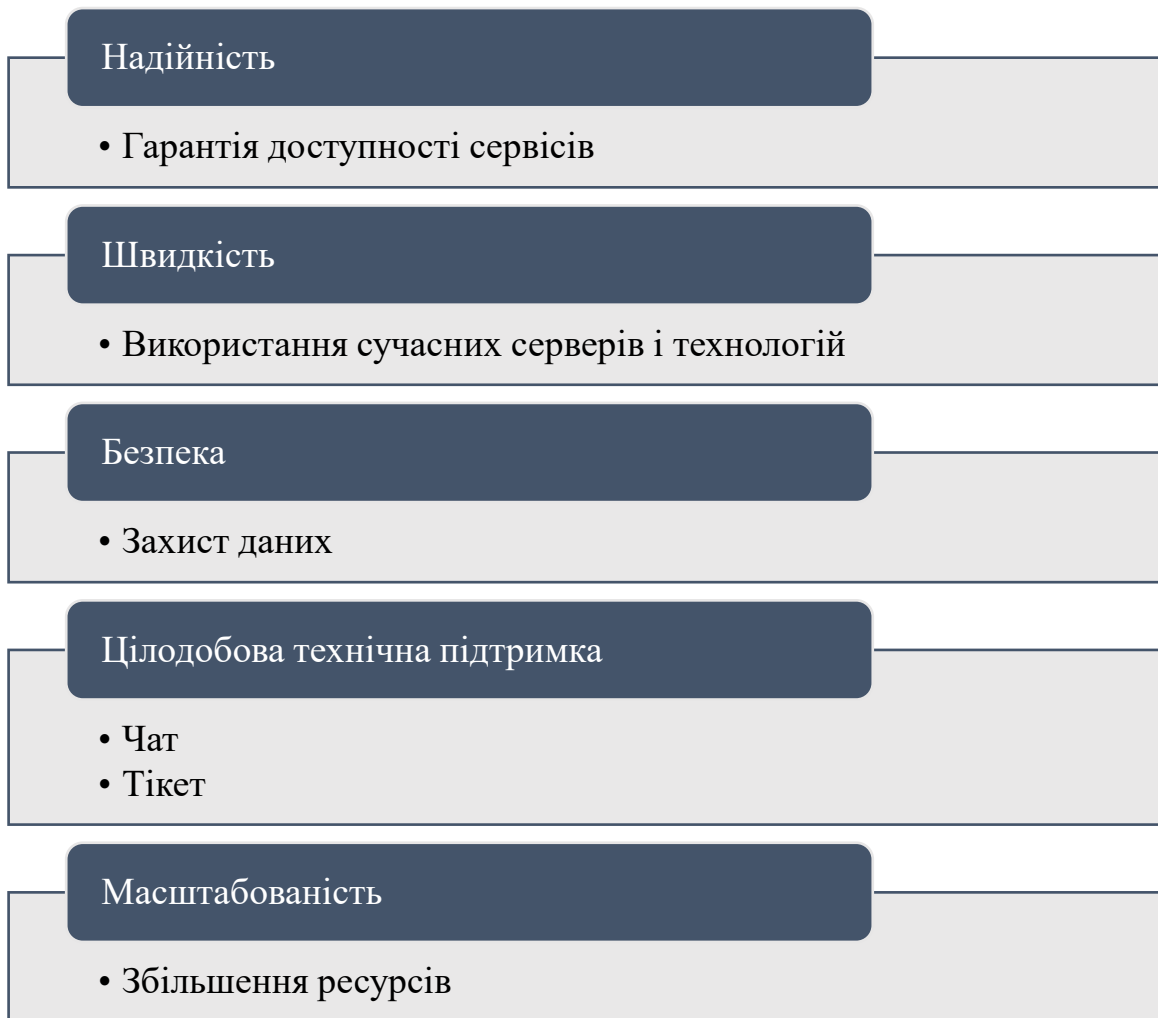 Надійність
• Гарантія доступності сервісів
Швидкість
• Використання сучасних серверів і технологій
Безпека
• Захист даних
Цілодобова технічна підтримка
• Чат
• Тікет
Масштабованість
• Збільшення ресурсів